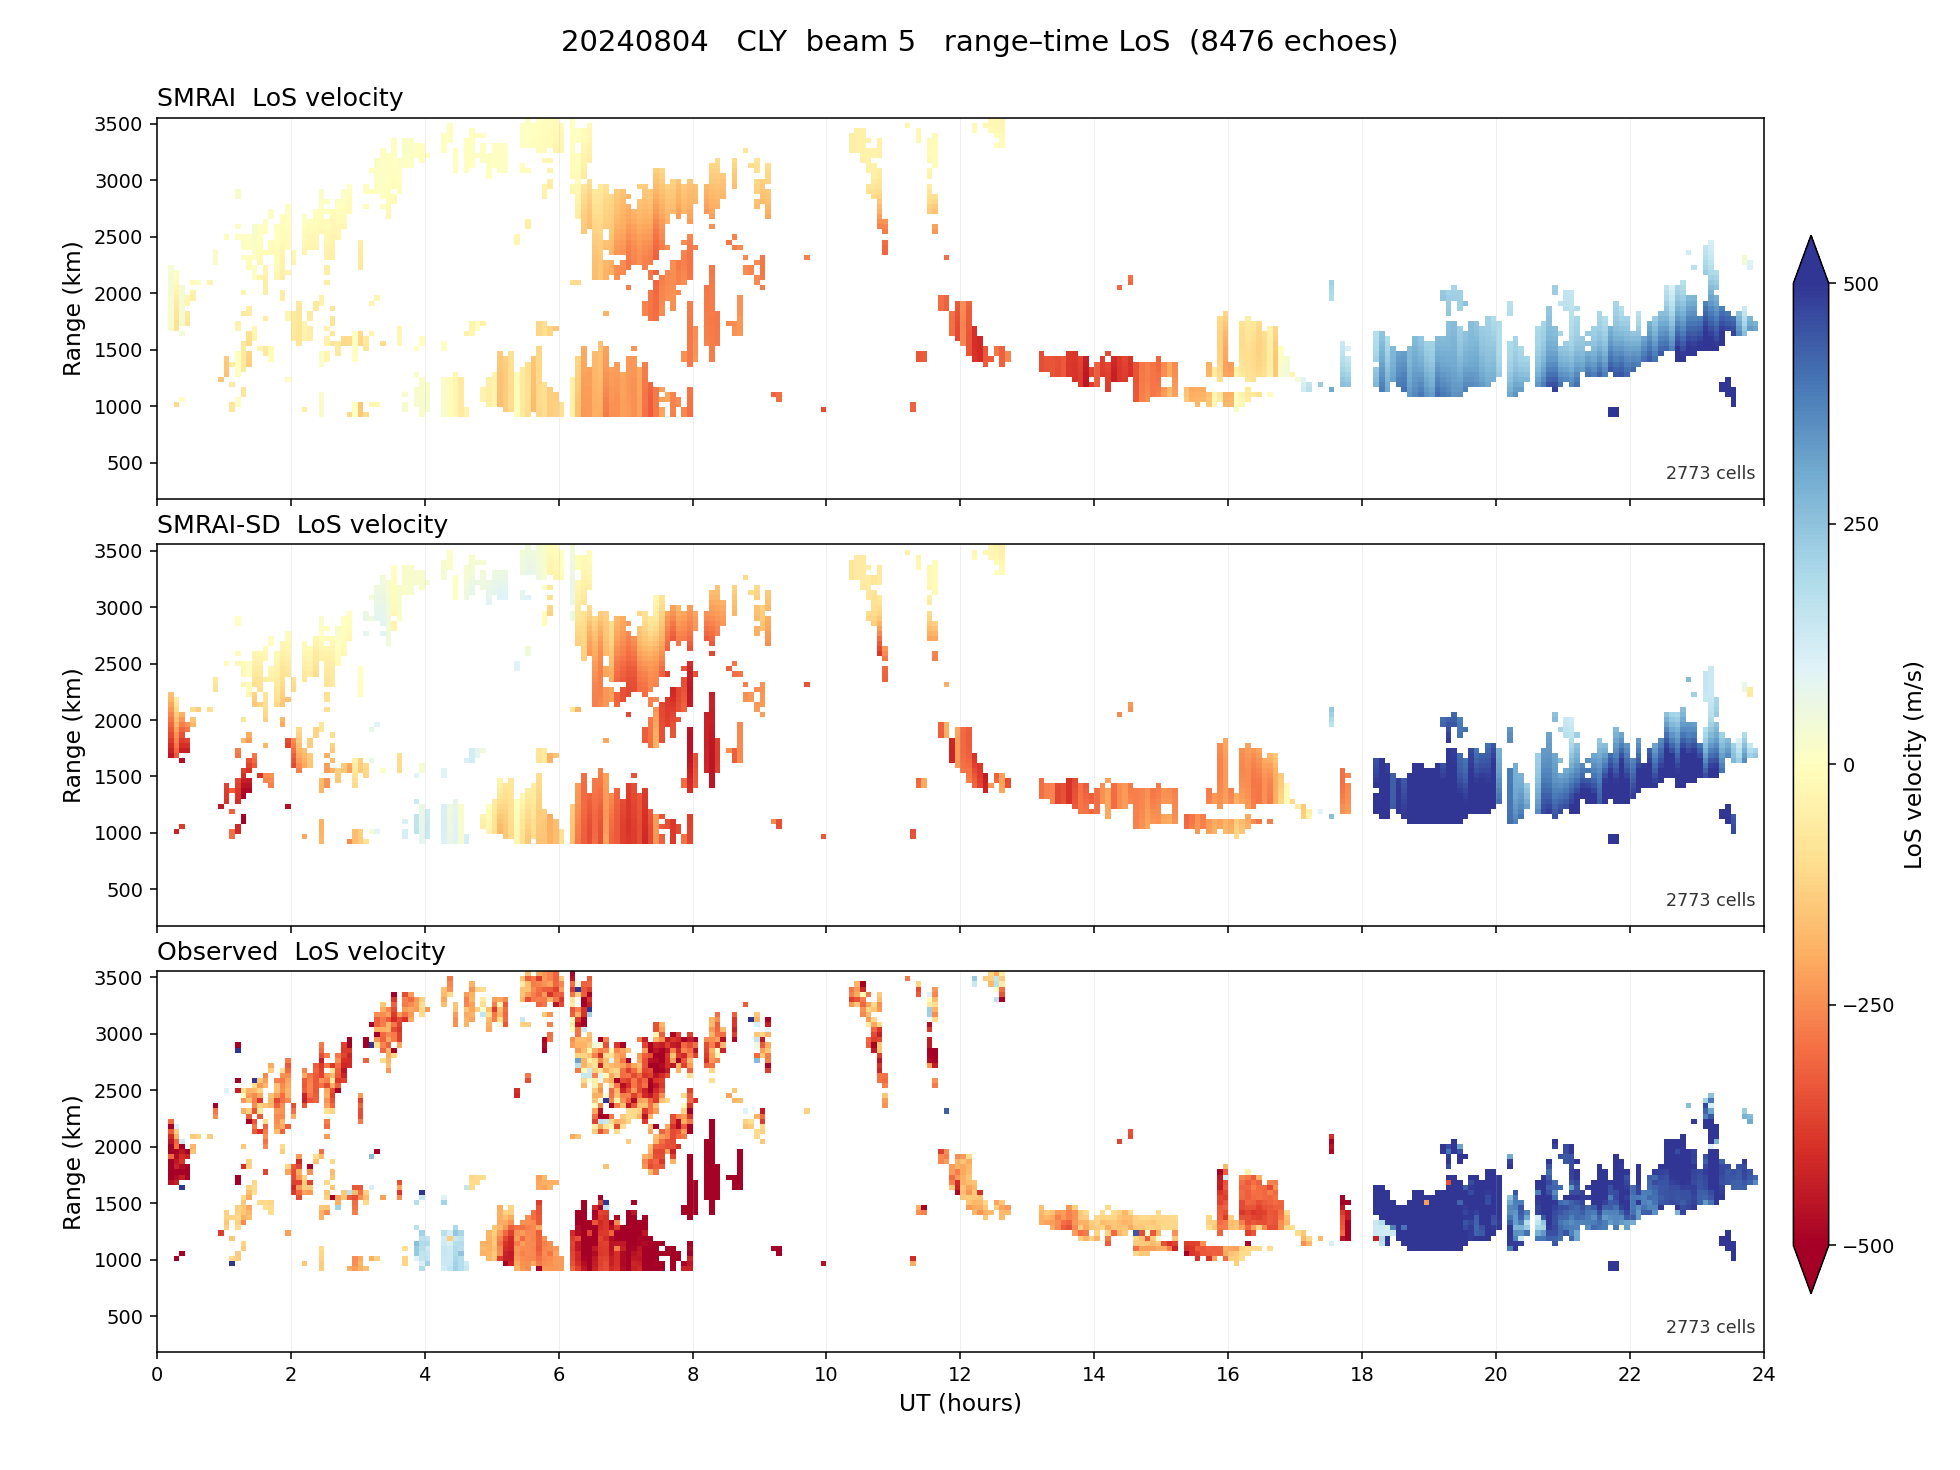 20240804   CLY  beam 5   range–time LoS  (8476 echoes)
SMRAI  LoS velocity
3500
3000
2500
2000
1500
1000
500
Range (km)
2773 cells
SMRAI-SD  LoS velocity
3500
3000
2500
2000
1500
1000
500
Range (km)
2773 cells
Observed  LoS velocity
3500
3000
2500
2000
1500
1000
500
Range (km)
2773 cells
0 2 4 6 8 10 12 14 16 18 20 22 24
UT (hours)
500
250
0
−250
−500
LoS velocity (m/s)